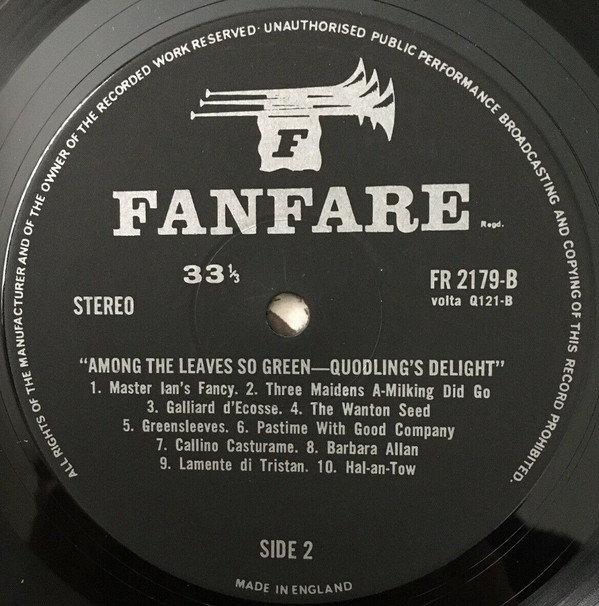 ALL RIGHTS OF THE MANUFACTURER AND OF THE OWNER OF THE RECORDED WORK RESERVED · UNAUTHORISED PUBLIC PERFORMANCE BROADCASTING AND COPYING OF THIS RECORD PROHIBITED.
F
FANFARE Regd.
33⅓
STEREO
FR 2179-B
volta Q121-B
"AMONG THE LEAVES SO GREEN—QUODLING'S DELIGHT"
1. Master Ian's Fancy. 2. Three Maidens A-Milking Did Go
3. Galliard d'Ecosse. 4. The Wanton Seed
5. Greensleeves. 6. Pastime With Good Company
7. Callino Casturame. 8. Barbara Allan
9. Lamente di Tristan. 10. Hal-an-Tow
SIDE 2
MADE IN ENGLAND